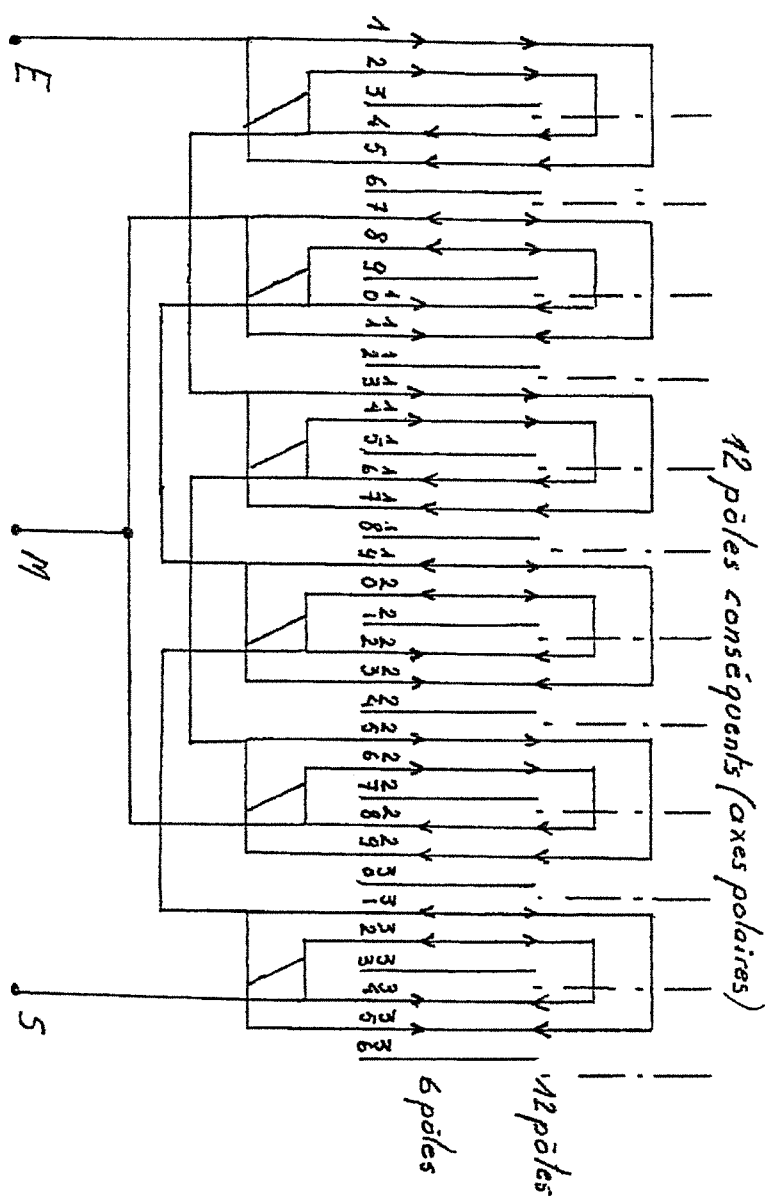 12 pôles conséquents (axes polaires)
12 pôles
6 pôles
1 2 3 4 5 6 7 8 9 10 11 12 13 14 15 16 17 18 19 20 21 22 23 24 25 26 27 28 29 30 31 32 33 34 35 36
E
M
S